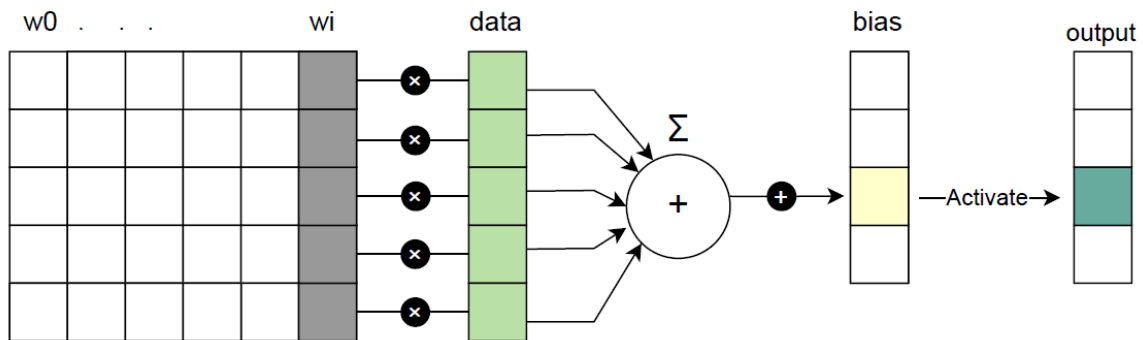 w0 . . . wi data bias output
× 
Σ
×
×
+
+
Activate
×
×